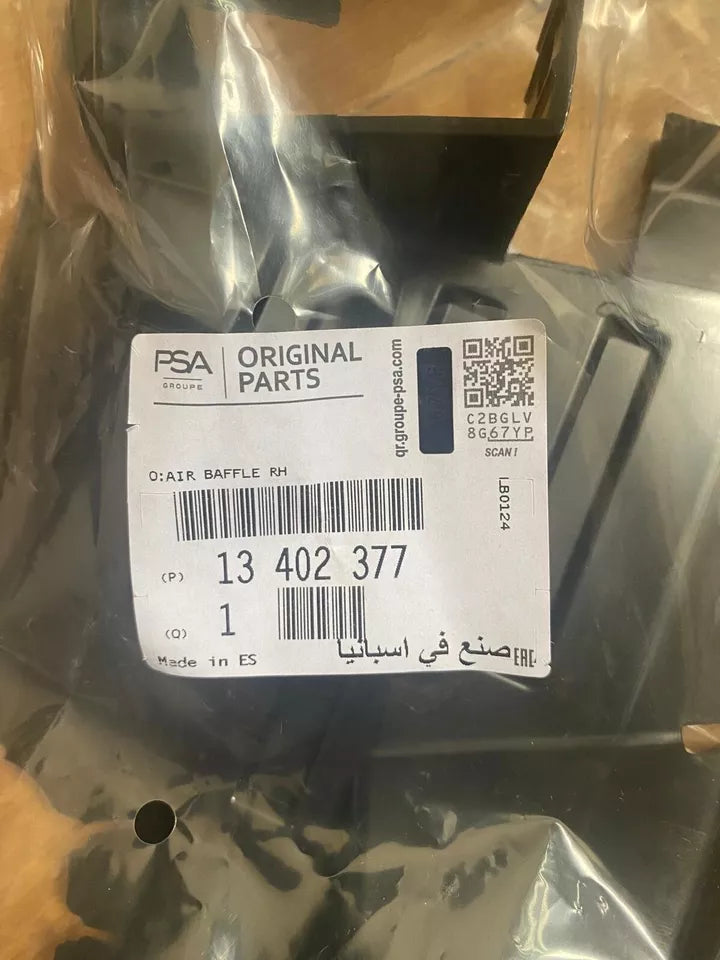 PSA
GROUPE
ORIGINAL
PARTS
qr.groupe-psa.com
C2BGLV
8G67YP
SCAN!
O:AIR BAFFLE RH
LB0124
(P) 13 402 377
(Q) 1
Made in ES
صنع في اسبانيا
EAC